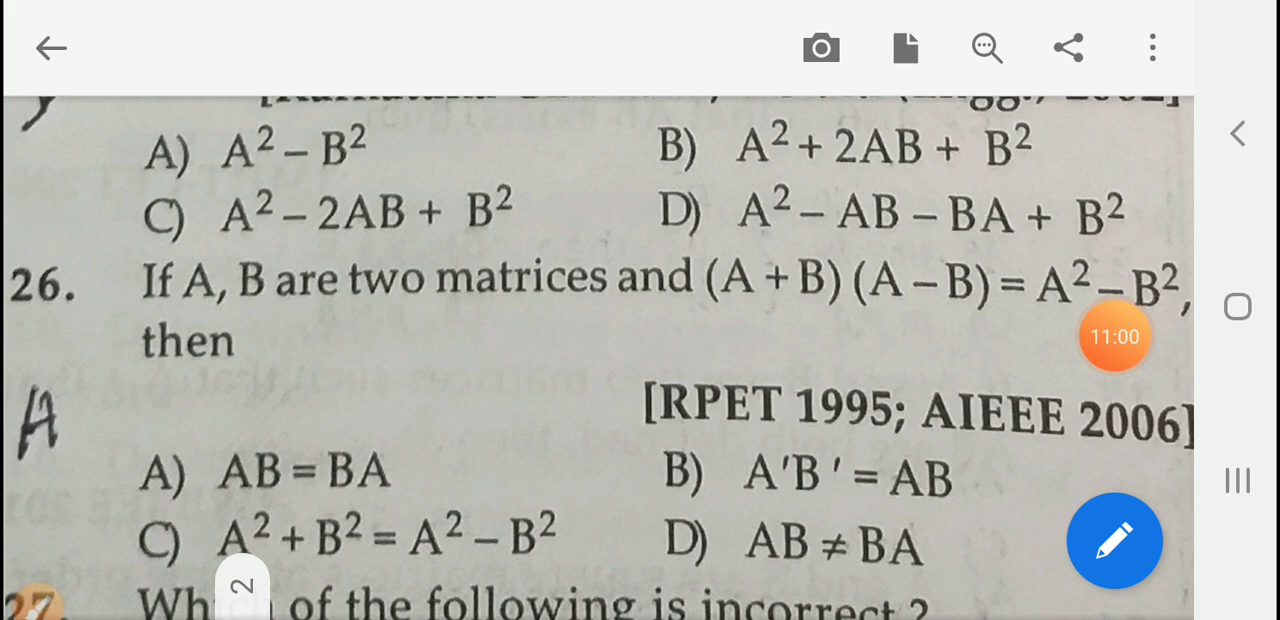 A) A² – B² B) A² + 2AB + B²
C) A² – 2AB + B² D) A² – AB – BA + B²
26. If A, B are two matrices and (A + B) (A – B) = A² – B²,
then
11:00
[RPET 1995; AIEEE 2006]
A
A) AB = BA B) A′B′ = AB
C) A² + B² = A² – B² D) AB ≠ BA
2
27. of the following is incorrect ?